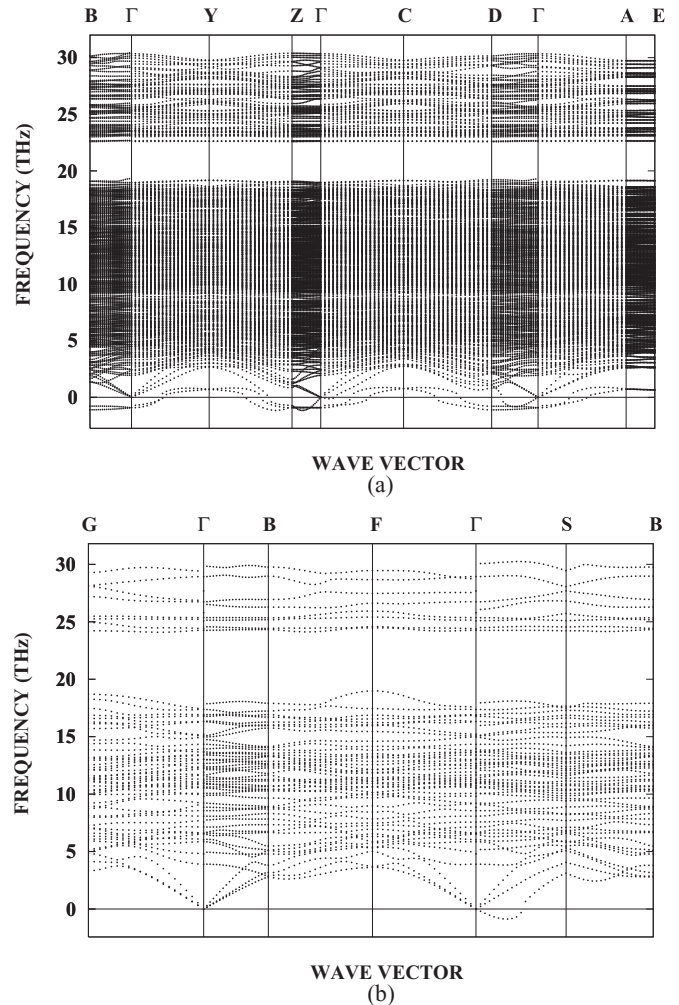 B Γ Y Z Γ C D Γ A E
30
25
20
15
10
5
0
FREQUENCY (THz)
WAVE VECTOR
(a)
G Γ B F Γ S B
30
25
20
15
10
5
0
FREQUENCY (THz)
WAVE VECTOR
(b)